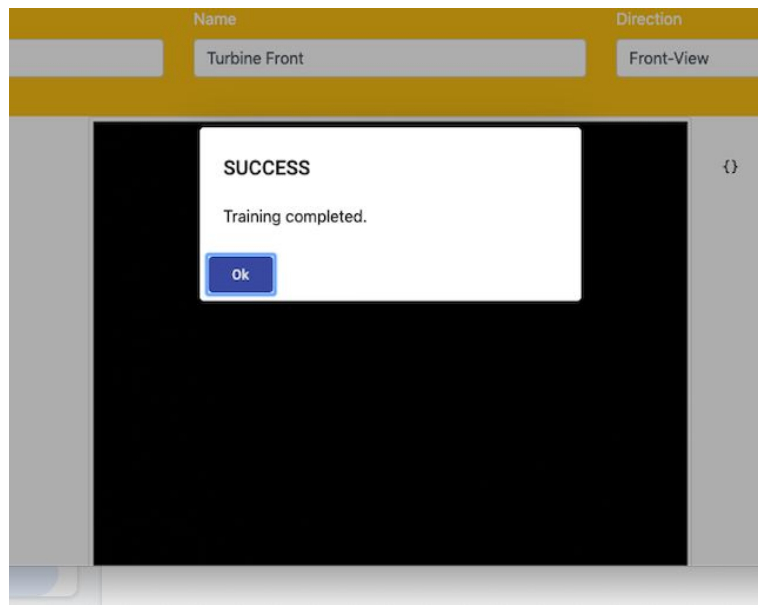 Name
Direction
Turbine Front
Front-View
SUCCESS
{}
Training completed.
Ok